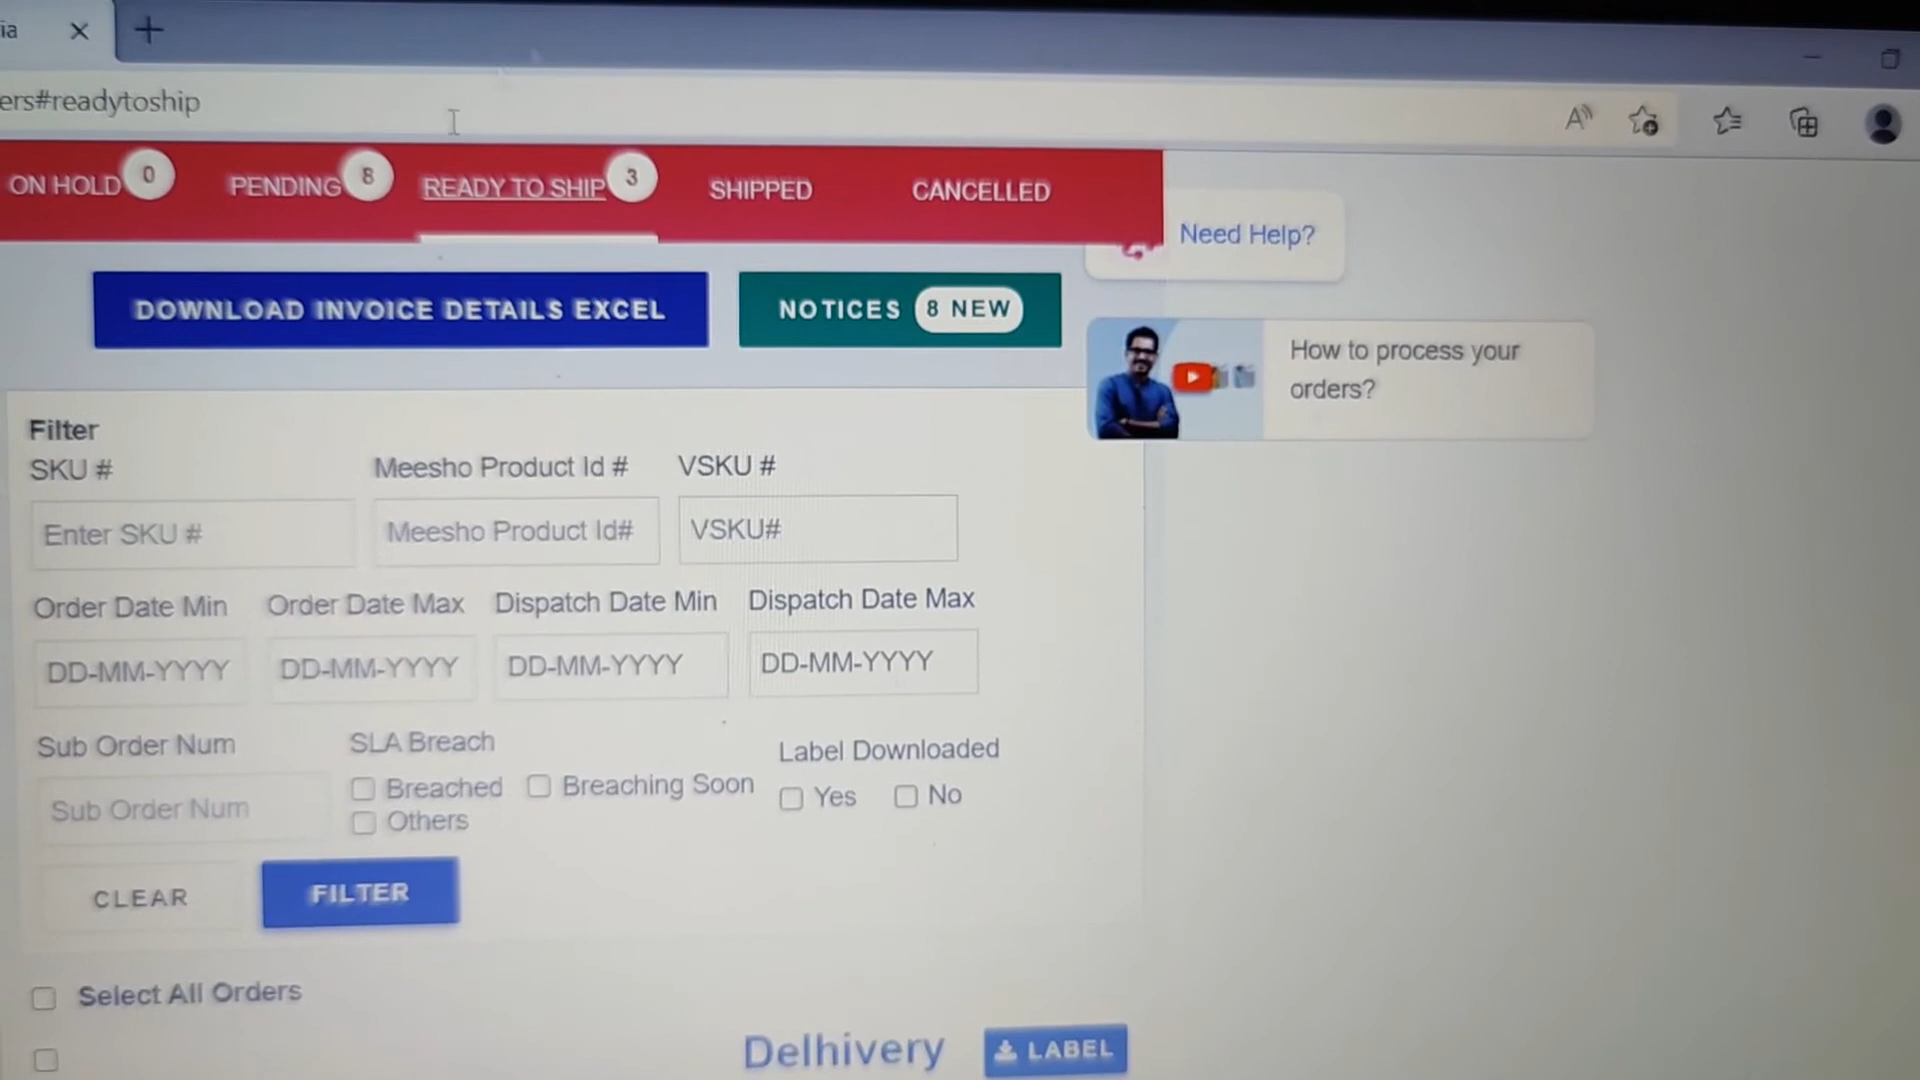 ia
ers#readytoship
ON HOLD 0 PENDING 8 READY TO SHIP 3 SHIPPED CANCELLED
Need Help?
DOWNLOAD INVOICE DETAILS EXCEL NOTICES 8 NEW
How to process your
orders?
Filter
SKU # Meesho Product Id # VSKU #
Enter SKU # Meesho Product Id# VSKU#
Order Date Min Order Date Max Dispatch Date Min Dispatch Date Max
DD-MM-YYYY DD-MM-YYYY DD-MM-YYYY DD-MM-YYYY
Sub Order Num SLA Breach Label Downloaded
Sub Order Num Breached Breaching Soon Yes No
Others
CLEAR FILTER
Select All Orders
Delhivery LABEL